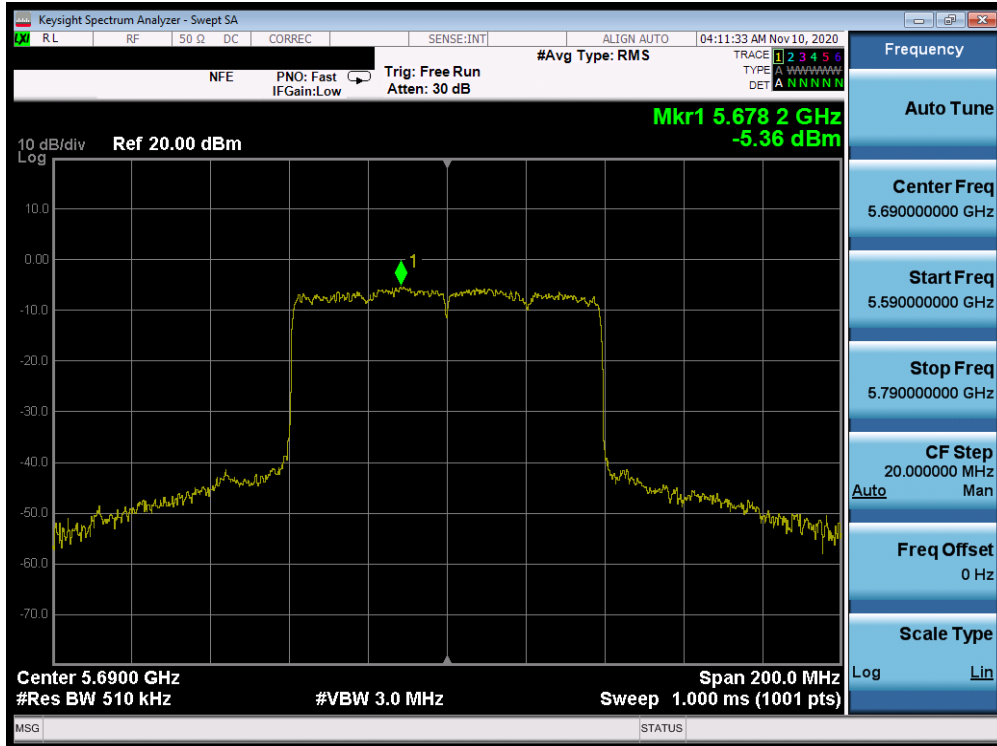 Keysight Spectrum Analyzer - Swept SA
LXI RL RF 50 Ω DC CORREC SENSE:INT ALIGN AUTO 04:11:33 AM Nov 10, 2020
#Avg Type: RMS
TRACE 1 2 3 4 5 6
TYPE A WWWWW
DET A N N N N N
NFE PNO: Fast Trig: Free Run
IFGain:Low Atten: 30 dB
Mkr1 5.678 2 GHz
-5.36 dBm
10 dB/div Ref 20.00 dBm
Log
10.0
0.00
-10.0
-20.0
-30.0
-40.0
-50.0
-60.0
-70.0
1
Center 5.6900 GHz Span 200.0 MHz
#Res BW 510 kHz #VBW 3.0 MHz Sweep 1.000 ms (1001 pts)
MSG STATUS
Frequency
Auto Tune
Center Freq
5.690000000 GHz
Start Freq
5.590000000 GHz
Stop Freq
5.790000000 GHz
CF Step
20.000000 MHz
Auto Man
Freq Offset
0 Hz
Scale Type
Log Lin